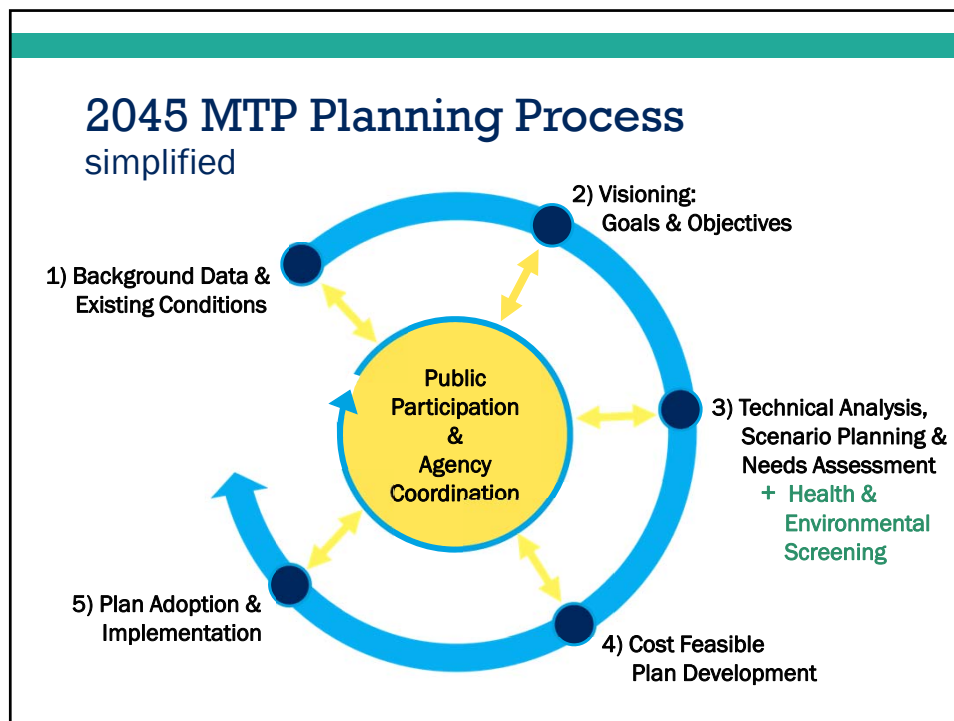 2045 MTP Planning Process
simplified
1) Background Data &
Existing Conditions
2) Visioning:
Goals & Objectives
3) Technical Analysis,
Scenario Planning &
Needs Assessment
+ Health &
Environmental
Screening
4) Cost Feasible
Plan Development
5) Plan Adoption &
Implementation
Public
Participation
&
Agency
Coordination